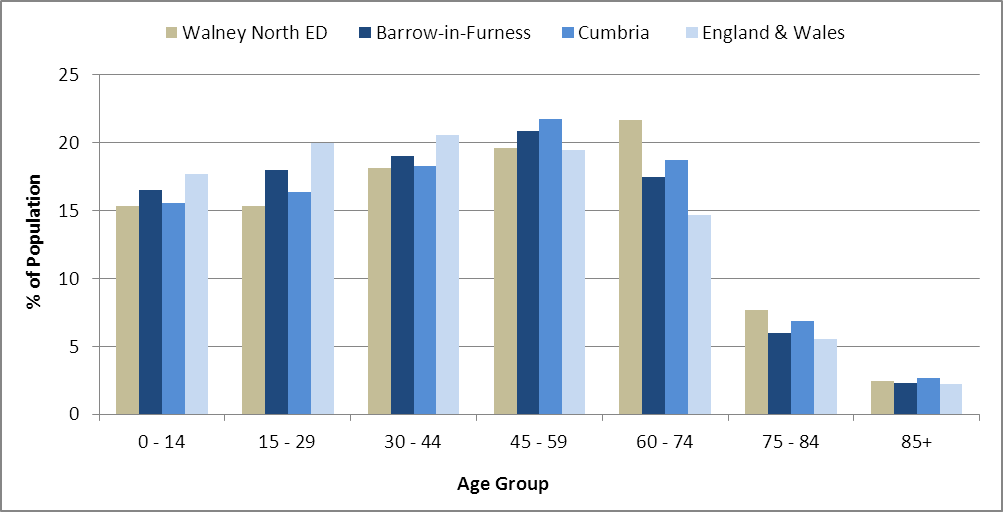 Walney North ED Barrow-in-Furness Cumbria England & Wales
25
20
15
10
5
0
% of Population
0 - 14 15 - 29 30 - 44 45 - 59 60 - 74 75 - 84 85+
Age Group